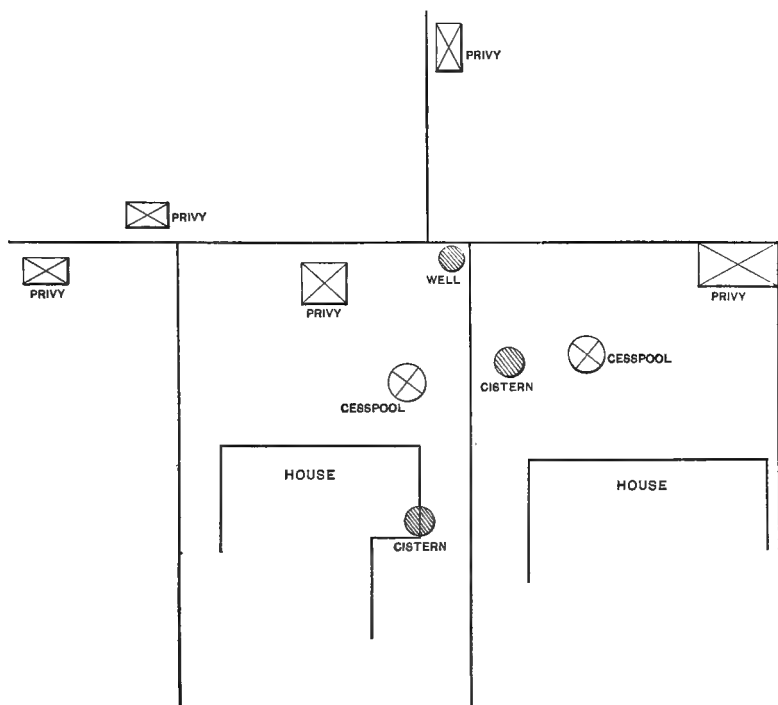 PRIVY
PRIVY
PRIVY
PRIVY
WELL
PRIVY
CESSPOOL
CISTERN
CESSPOOL
HOUSE
HOUSE
CISTERN